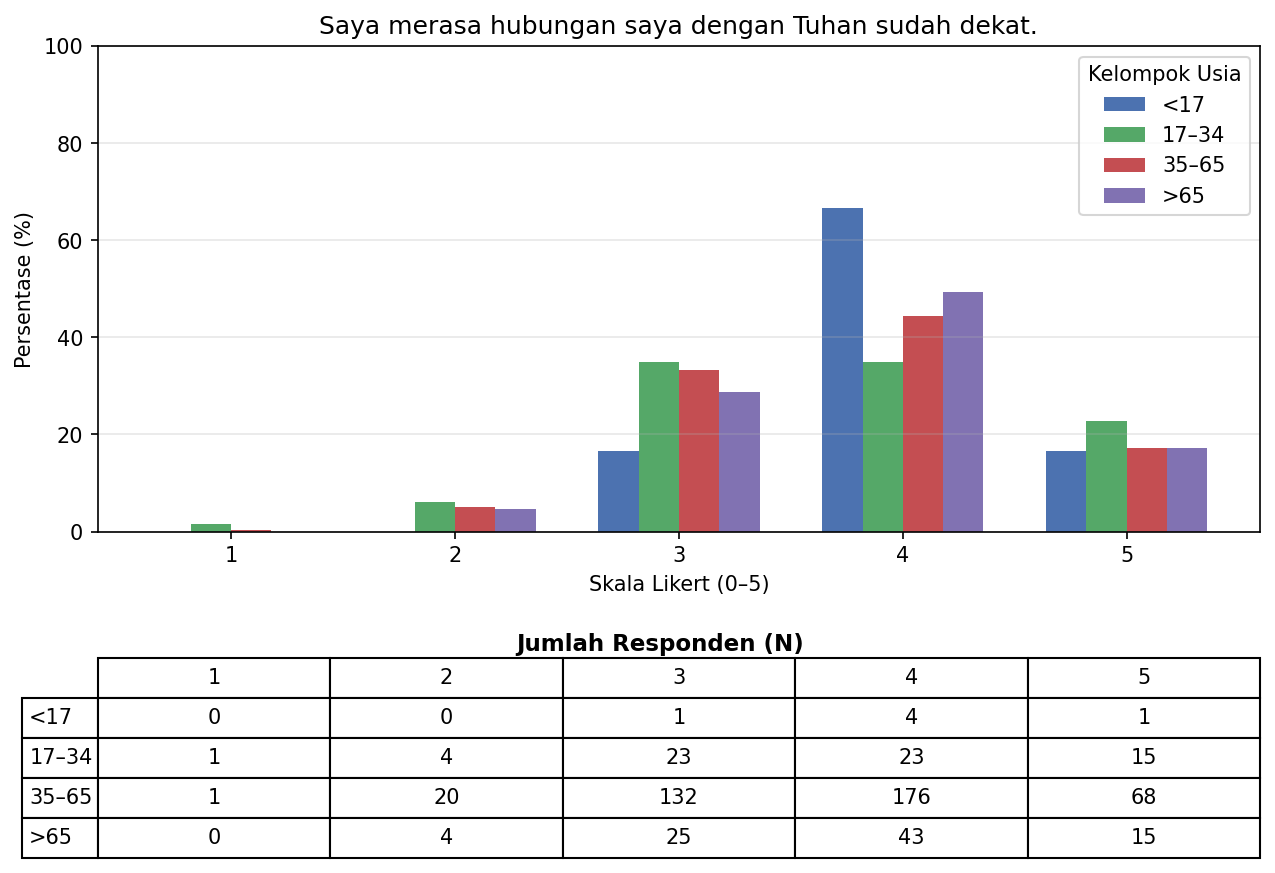 Saya merasa hubungan saya dengan Tuhan sudah dekat.
Persentase (%)
100
80
60
40
20
0
Kelompok Usia
<17
17–34
35–65
>65
1 2 3 4 5
Skala Likert (0–5)
Jumlah Responden (N)
1 2 3 4 5
<17 0 0 1 4 1
17–34 1 4 23 23 15
35–65 1 20 132 176 68
>65 0 4 25 43 15